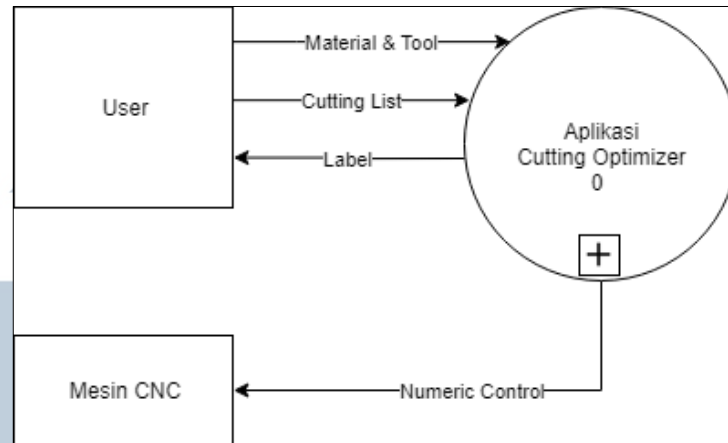 User
Material & Tool
Cutting List
Label
Aplikasi
Cutting Optimizer
0
Mesin CNC
Numeric Control